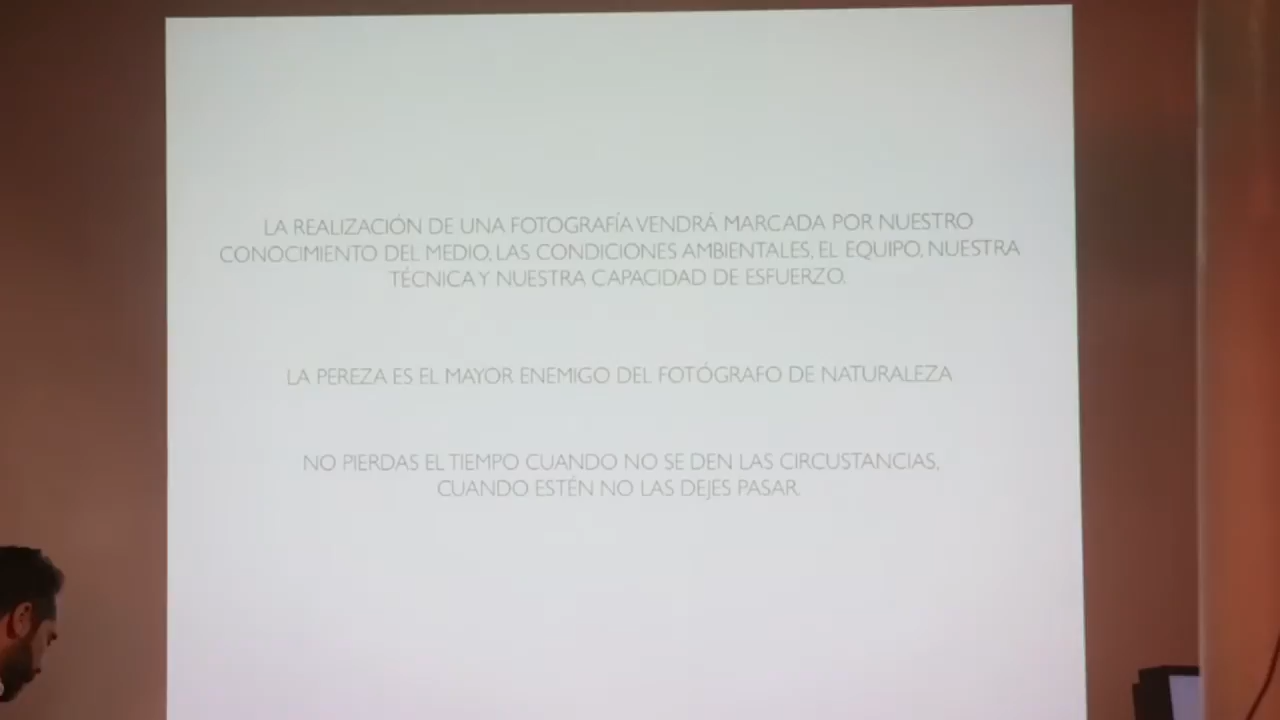 LA REALIZACIÓN DE UNA FOTOGRAFÍA VENDRÁ MARCADA POR NUESTRO
CONOCIMIENTO DEL MEDIO, LAS CONDICIONES AMBIENTALES, EL EQUIPO, NUESTRA
TÉCNICA Y NUESTRA CAPACIDAD DE ESFUERZO.
LA PEREZA ES EL MAYOR ENEMIGO DEL FOTÓGRAFO DE NATURALEZA
NO PIERDAS EL TIEMPO CUANDO NO SE DEN LAS CIRCUSTANCIAS,
CUANDO ESTÉN NO LAS DEJES PASAR.